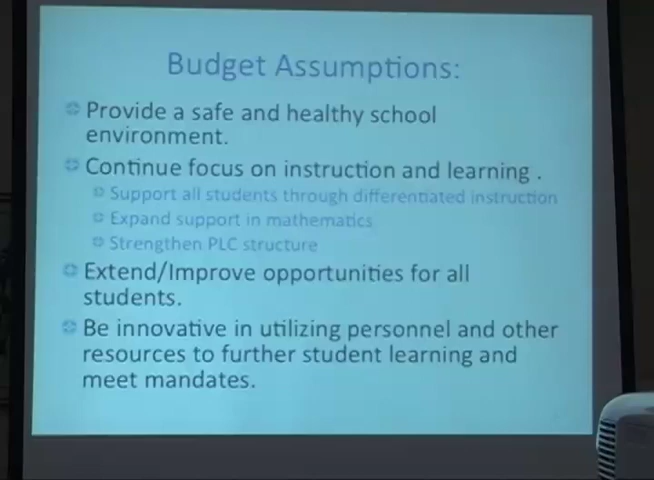 Budget Assumptions:
Provide a safe and healthy school
environment.
Continue focus on instruction and learning .
Support all students through differentiated instruction
Expand support in mathematics
Strengthen PLC structure
Extend/Improve opportunities for all
students.
Be innovative in utilizing personnel and other
resources to further student learning and
meet mandates.